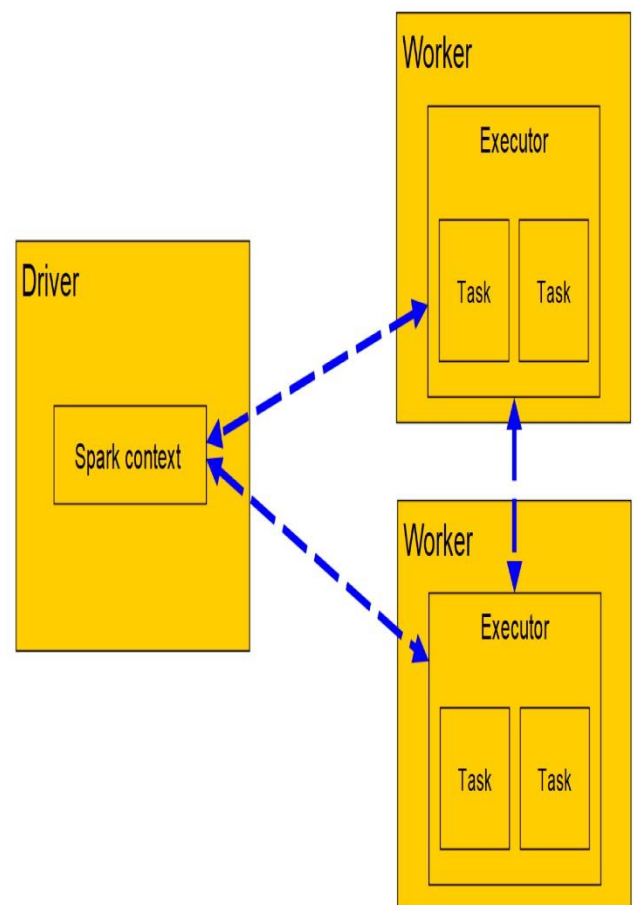 Worker
Executor
Task Task
Driver
Spark context
Worker
Executor
Task Task